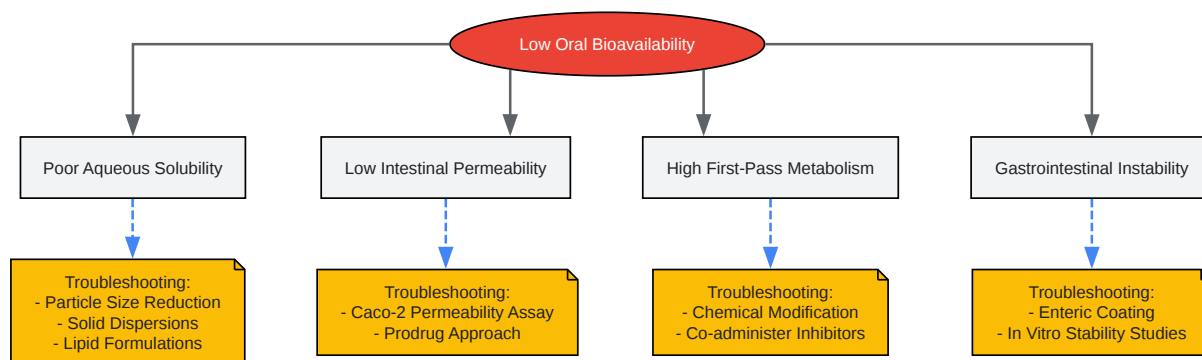 Low Oral Bioavailability
Poor Aqueous Solubility
Low Intestinal Permeability
High First-Pass Metabolism
Gastrointestinal Instability
Troubleshooting:
- Particle Size Reduction
- Solid Dispersions
- Lipid Formulations
Troubleshooting:
- Caco-2 Permeability Assay
- Prodrug Approach
Troubleshooting:
- Chemical Modification
- Co-administer Inhibitors
Troubleshooting:
- Enteric Coating
- In Vitro Stability Studies